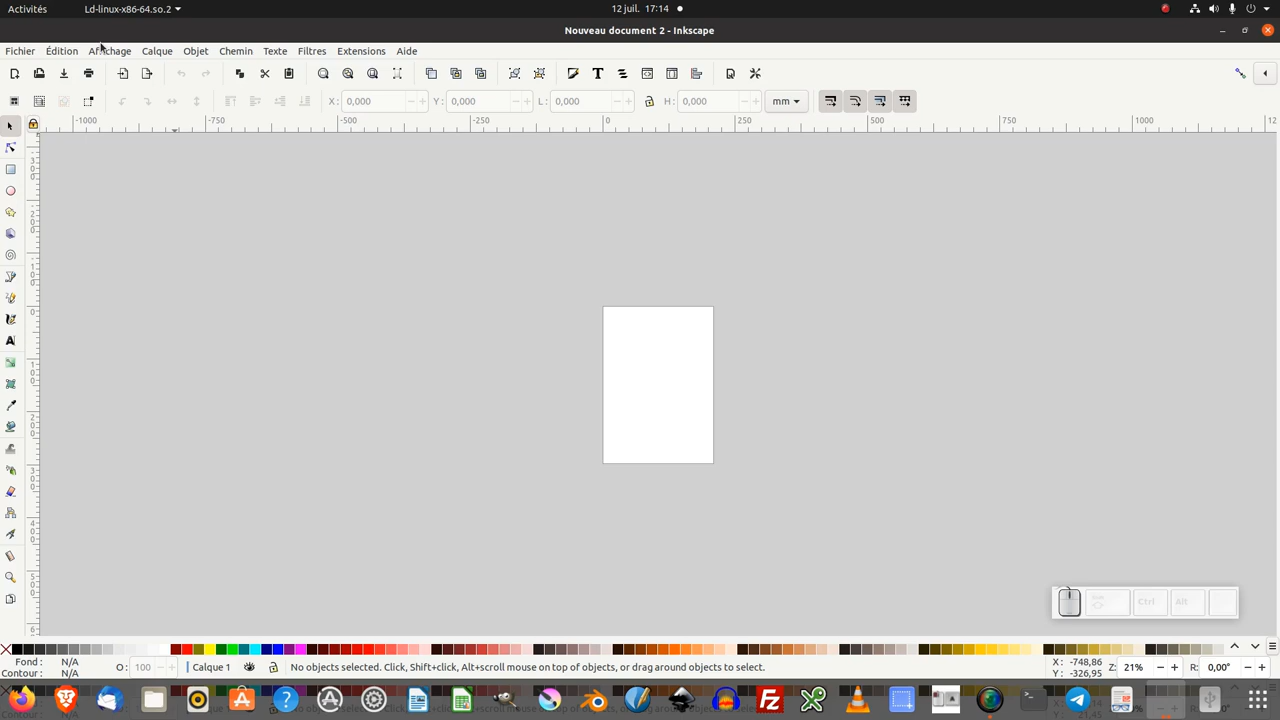 Activités
Ld-linux-x86-64.so.2
12 juil. 17:14
Nouveau document 2 - Inkscape
Fichier Édition Affichage Calque Objet Chemin Texte Filtres Extensions Aide
X : 0,000 - + Y : 0,000 - + L : 0,000 - + H : 0,000 - + mm
-1000 -750 -500 -250 0 250 500 750 1000 12
Shift Ctrl Alt
Fond : N/A
Contour : N/A
O : 100 - +
Calque 1
No objects selected. Click, Shift+click, Alt+scroll mouse on top of objects, or drag around objects to select.
X : -748,86
Y : -326,95
Z: 21% - + R: 0,00° - +